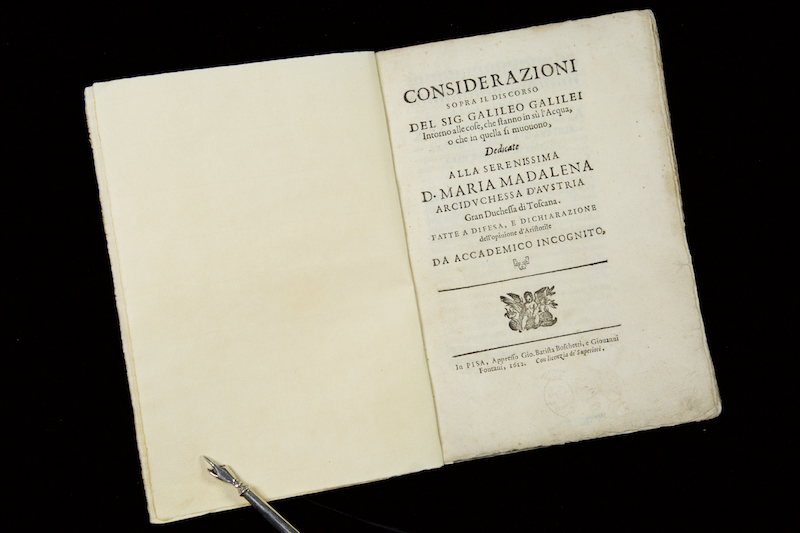 CONSIDERAZIONI
SOPRA IL DISCORSO
DEL SIG. GALILEO GALILEI
Intorno alle coſe, che ſtanno in sù l'Acqua,
o che in quella ſi muouono,
Dedicate
ALLA SERENISSIMA
D. MARIA MADALENA
ARCIDVCHESSA D'AVSTRIA
Gran Ducheſſa di Toſcana.
FATTE A DIFESA, E DICHIARAZIONE
dell'opinione d'Ariſtotile
DA ACCADEMICO INCOGNITO,
In PISA, Appreſſo Gio. Batiſta Boſchetti, e Giouanni
Fontani, 1612. Con licenzia de' Superiori.